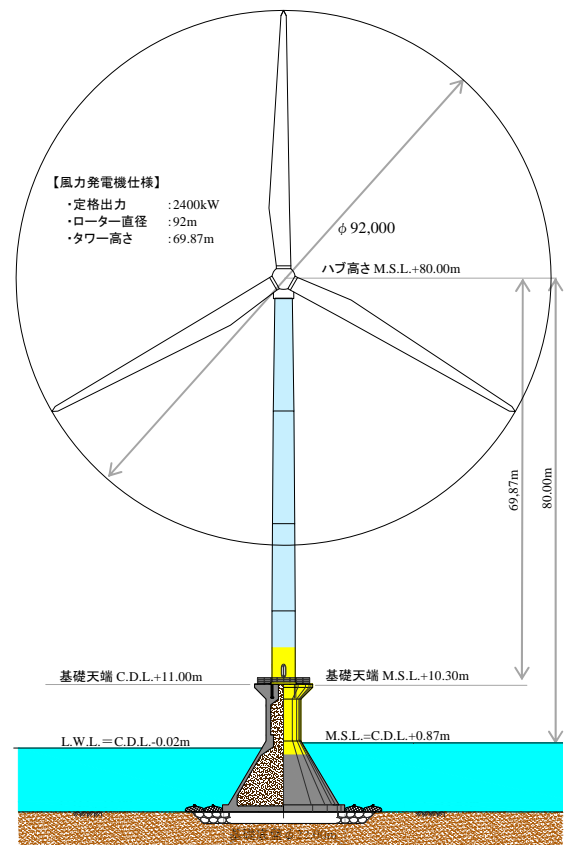 【風力発電機仕様】
・定格出力 :2400kW
・ローター直径 :92m
・タワー高さ :69.87m
φ92,000
ハブ高さ M.S.L.+80.00m
69.87m
80.00m
基礎天端 C.D.L.+11.00m
基礎天端 M.S.L.+10.30m
L.W.L.=C.D.L.-0.02m
M.S.L.=C.D.L.+0.87m